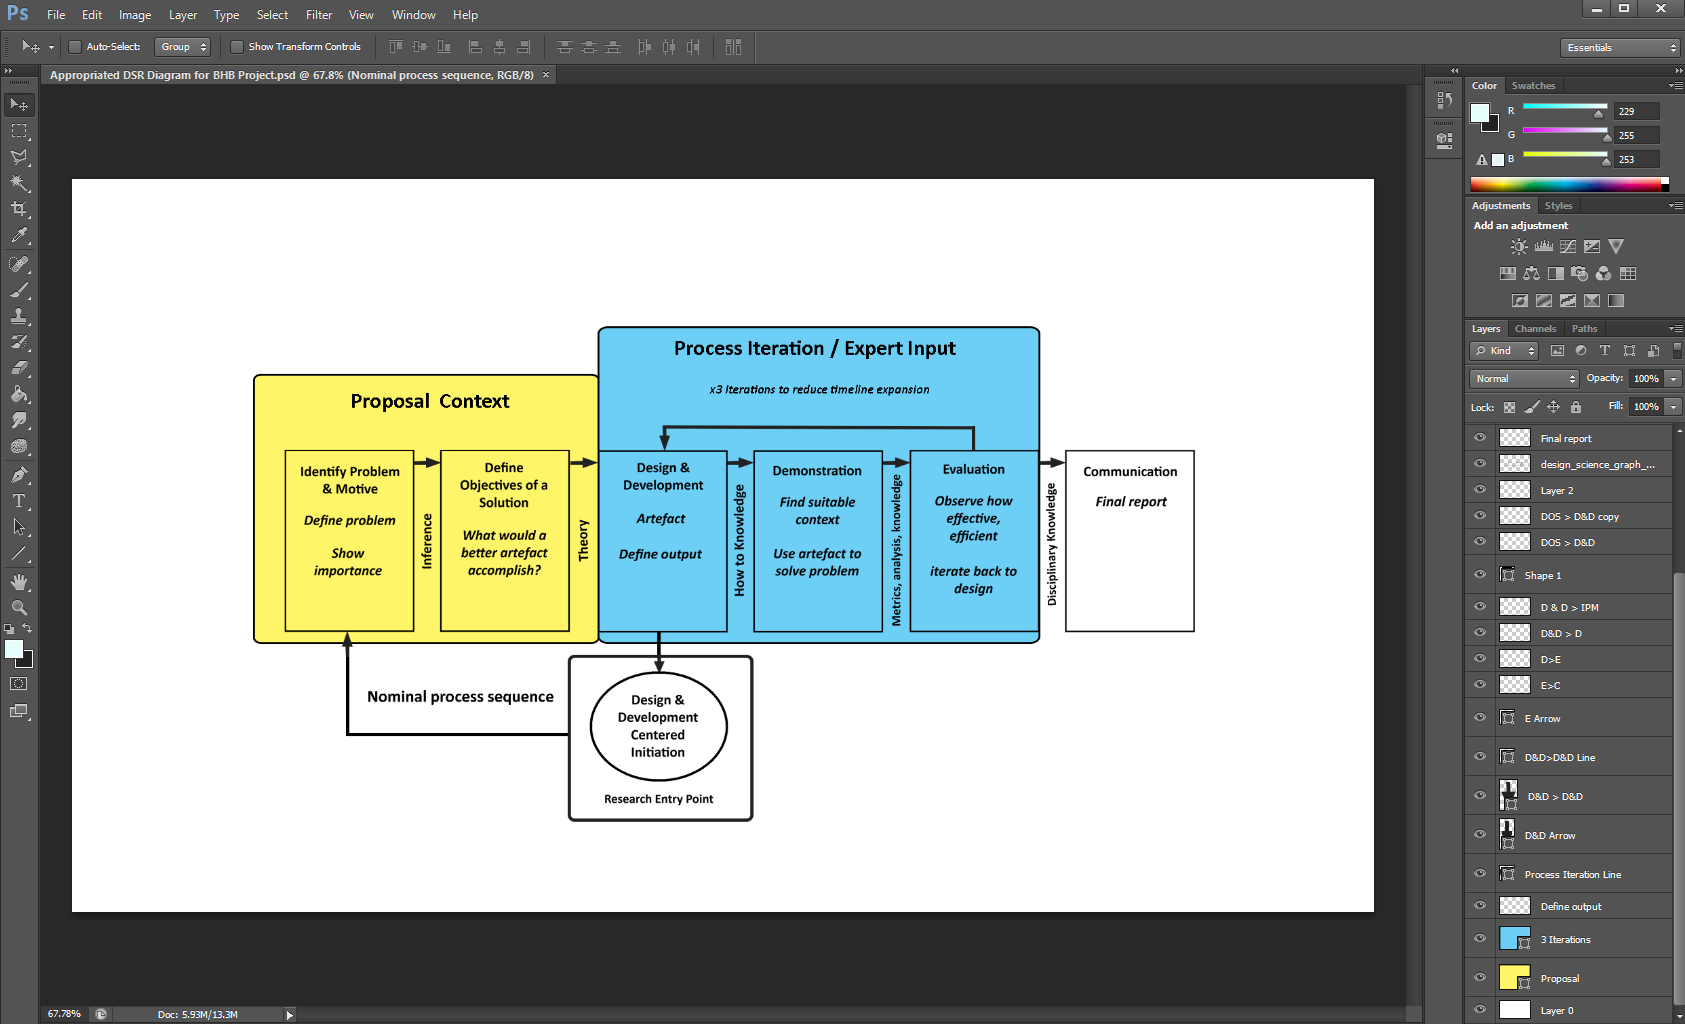 Ps File Edit Image Layer Type Select Filter View Window Help
Auto-Select: Group Show Transform Controls
Essentials
Appropriated DSR Diagram for BHB Project.psd @ 67.8% (Nominal process sequence, RGB/8) ×
Process Iteration / Expert Input
x3 iterations to reduce timeline expansion
Proposal Context
Identify Problem
& Motive
Define problem
Show
importance
Inference
Define
Objectives of a
Solution
What would a
better artefact
accomplish?
Theory
Design &
Development
Artefact
Define output
How to Knowledge
Demonstration
Find suitable
context
Use artefact to
solve problem
Metrics, analysis, knowledge
Evaluation
Observe how
effective,
efficient
iterate back to
design
Disciplinary Knowledge
Communication
Final report
Nominal process sequence
Design &
Development
Centered
Initiation
Research Entry Point
67.78%
Doc: 5.93M/13.3M
Color Swatches
R 229
G 255
B 253
Adjustments Styles
Add an adjustment
Layers Channels Paths
Kind
Normal Opacity: 100%
Lock: Fill: 100%
Final report
design_science_graph_...
Layer 2
DOS > D&D copy
DOS > D&D
Shape 1
D & D > IPM
D&D > D
D>E
E>C
E Arrow
D&D>D&D Line
D&D > D&D
D&D Arrow
Process Iteration Line
Define output
3 Iterations
Proposal
Layer 0